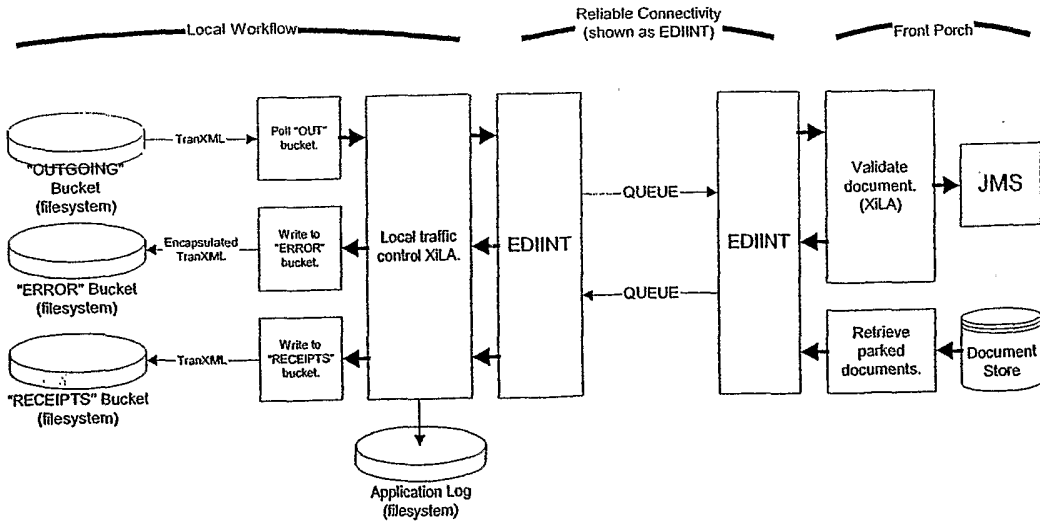 Local Workflow
Reliable Connectivity
(shown as EDIINT)
Front Porch
"OUTGOING"
Bucket
(filesystem)
TranXML
Poll "OUT"
bucket.
Local traffic
control XiLA.
EDIINT
QUEUE
QUEUE
EDIINT
Validate
document.
(XiLA)
JMS
"ERROR" Bucket
(filesystem)
Encapsulated
TranXML
Write to
"ERROR"
bucket.
"RECEIPTS" Bucket
(filesystem)
TranXML
Write to
"RECEIPTS"
bucket.
Retrieve
parked
documents.
Document
Store
Application Log
(filesystem)